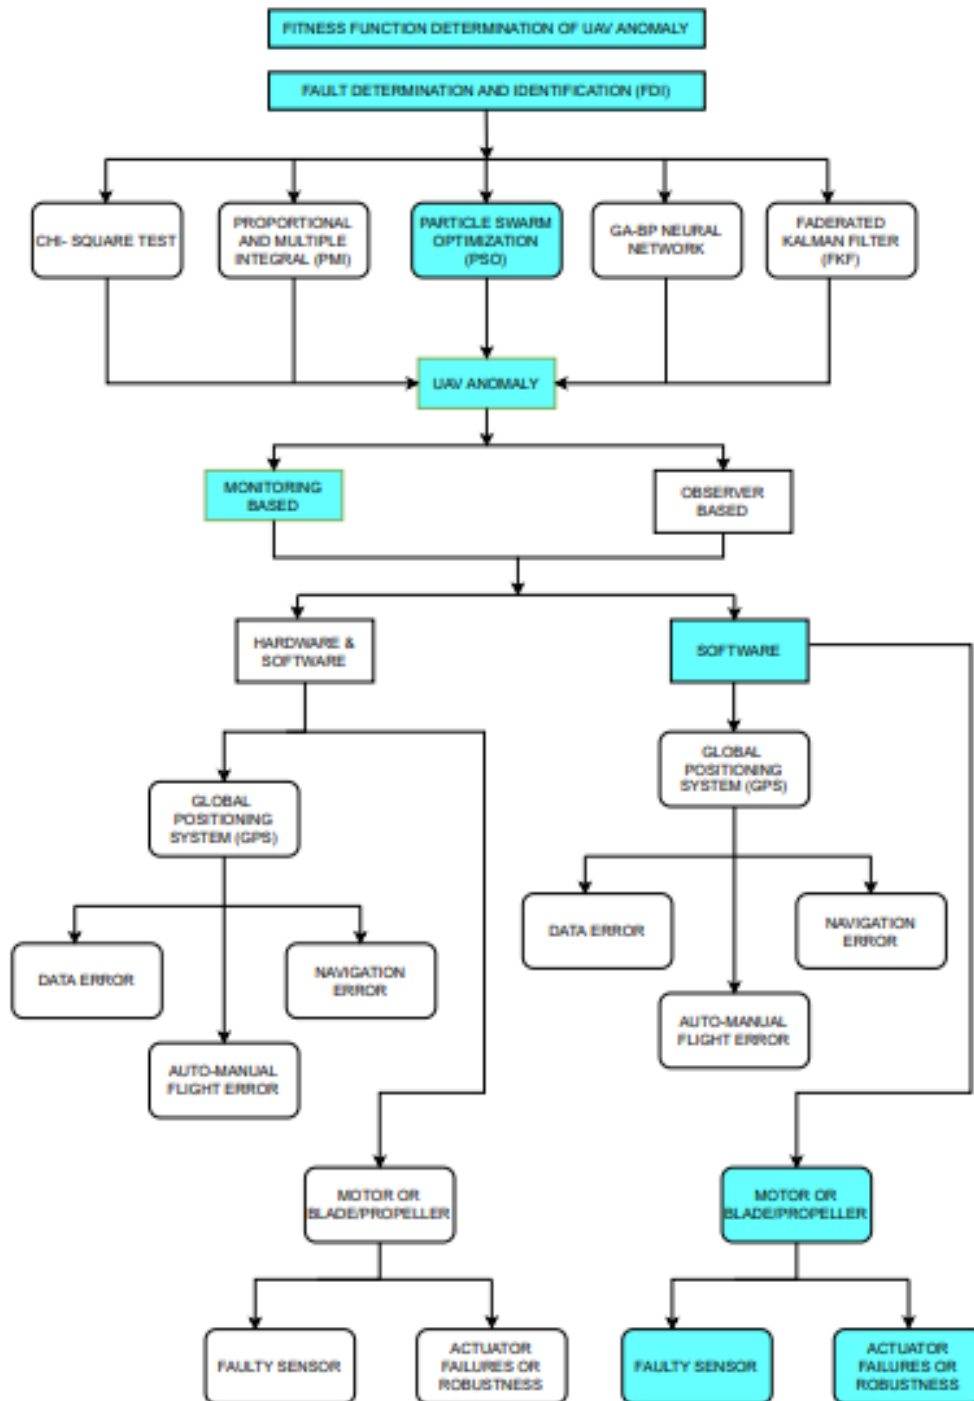 FITNESS FUNCTION DETERMINATION OF UAV ANOMALY
FAULT DETERMINATION AND IDENTIFICATION (FDI)
CHI- SQUARE TEST
PROPORTIONAL
AND MULTIPLE
INTEGRAL (PMI)
PARTICLE SWARM
OPTIMIZATION
(PSO)
GA-BP NEURAL
NETWORK
FADERATED
KALMAN FILTER
(FKF)
UAV ANOMALY
MONITORING
BASED
OBSERVER
BASED
HARDWARE &
SOFTWARE
SOFTWARE
GLOBAL
POSITIONING
SYSTEM (GPS)
GLOBAL
POSITIONING
SYSTEM (GPS)
DATA ERROR
NAVIGATION
ERROR
DATA ERROR
NAVIGATION
ERROR
AUTO-MANUAL
FLIGHT ERROR
AUTO-MANUAL
FLIGHT ERROR
MOTOR OR
BLADE/PROPELLER
MOTOR OR
BLADE/PROPELLER
FAULTY SENSOR
ACTUATOR
FAILURES OR
ROBUSTNESS
FAULTY SENSOR
ACTUATOR
FAILURES OR
ROBUSTNESS